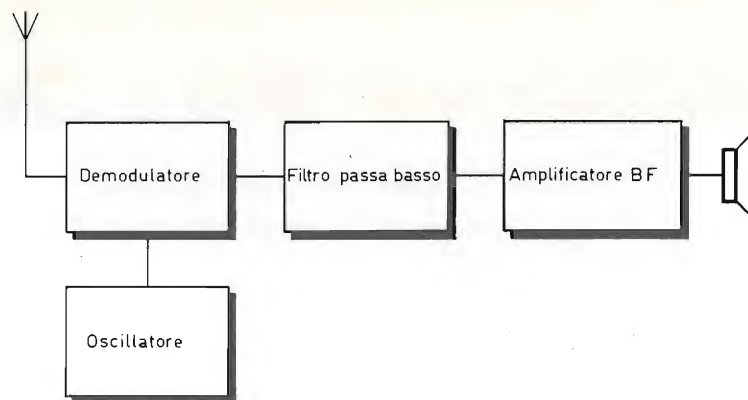 Demodulatore
Filtro passa basso
Amplificatore BF
Oscillatore